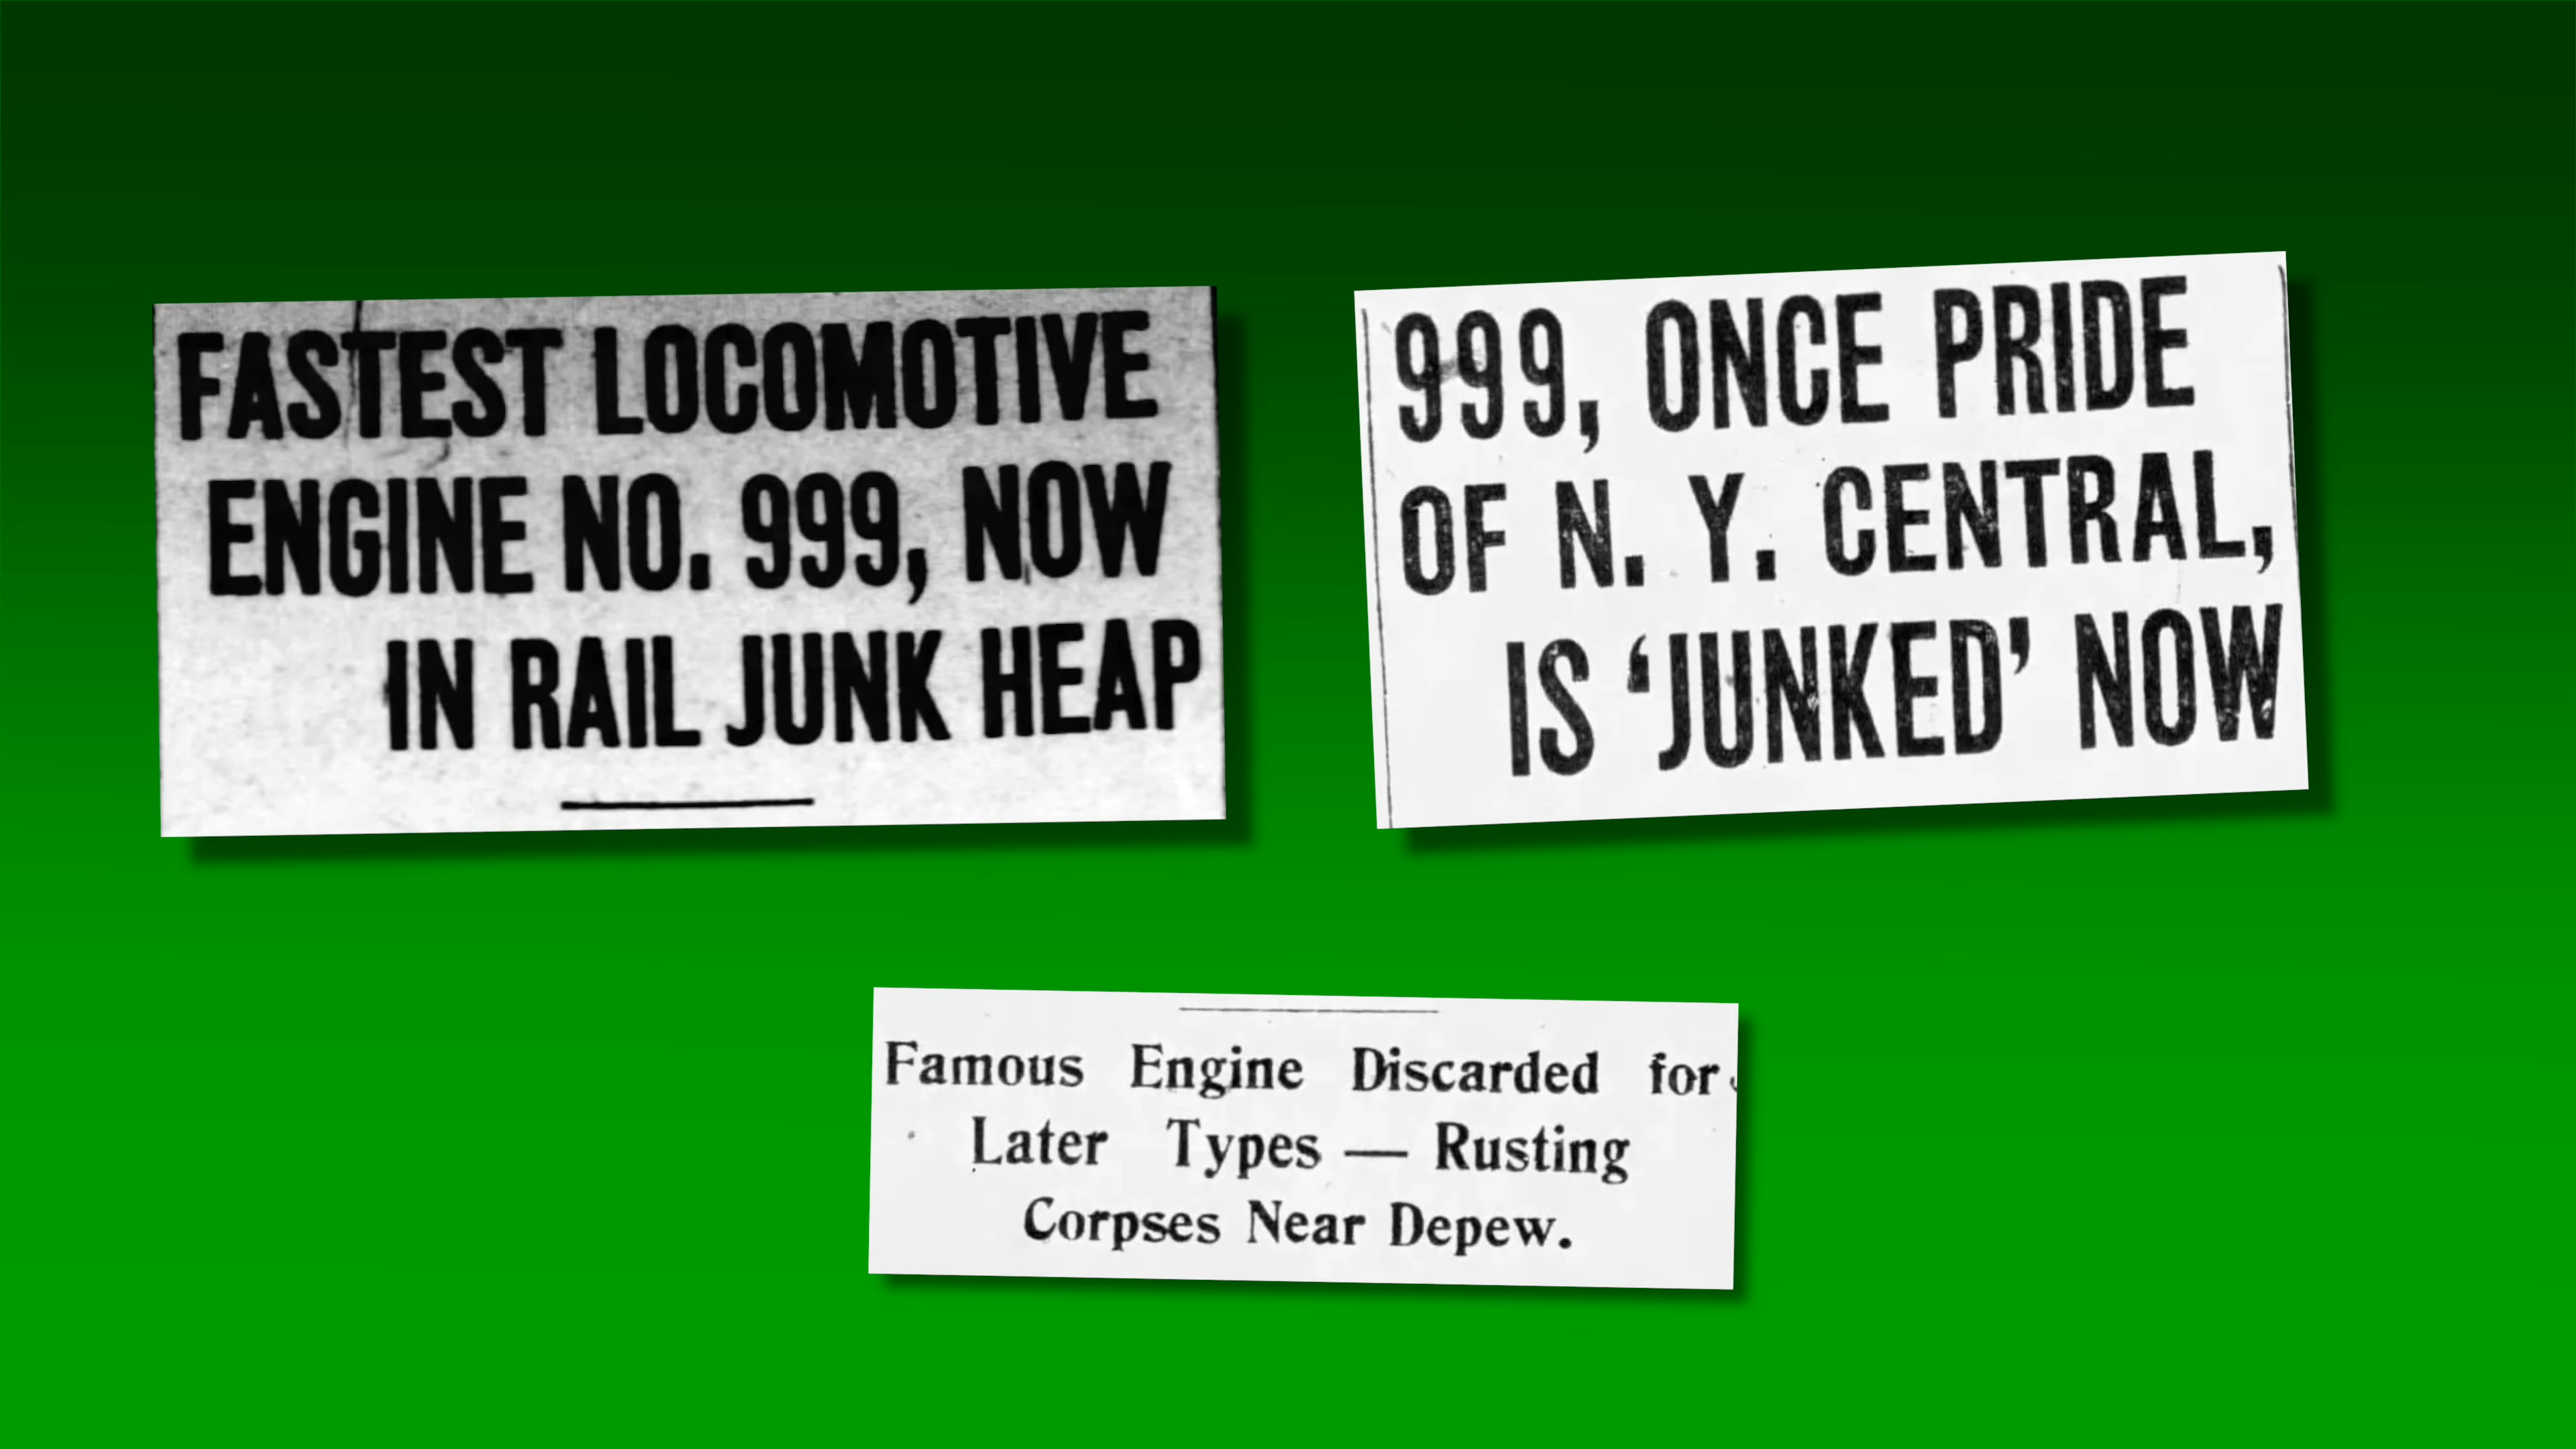 FASTEST LOCOMOTIVE
ENGINE NO. 999, NOW
IN RAIL JUNK HEAP
999, ONCE PRIDE
OF N. Y. CENTRAL,
IS ‘JUNKED’ NOW
Famous Engine Discarded for
Later Types — Rusting
Corpses Near Depew.